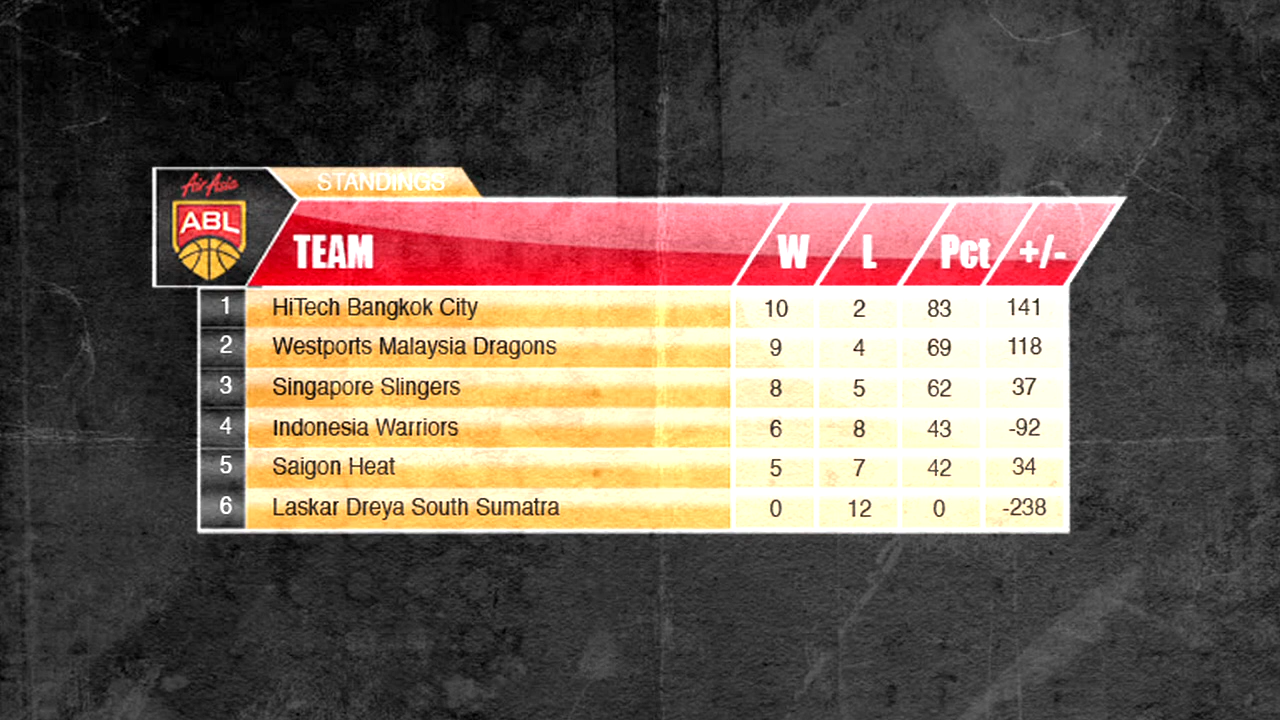 AirAsia
STANDINGS
ABL
TEAM W L Pct +/-
1 HiTech Bangkok City 10 2 83 141
2 Westports Malaysia Dragons 9 4 69 118
3 Singapore Slingers 8 5 62 37
4 Indonesia Warriors 6 8 43 -92
5 Saigon Heat 5 7 42 34
6 Laskar Dreya South Sumatra 0 12 0 -238